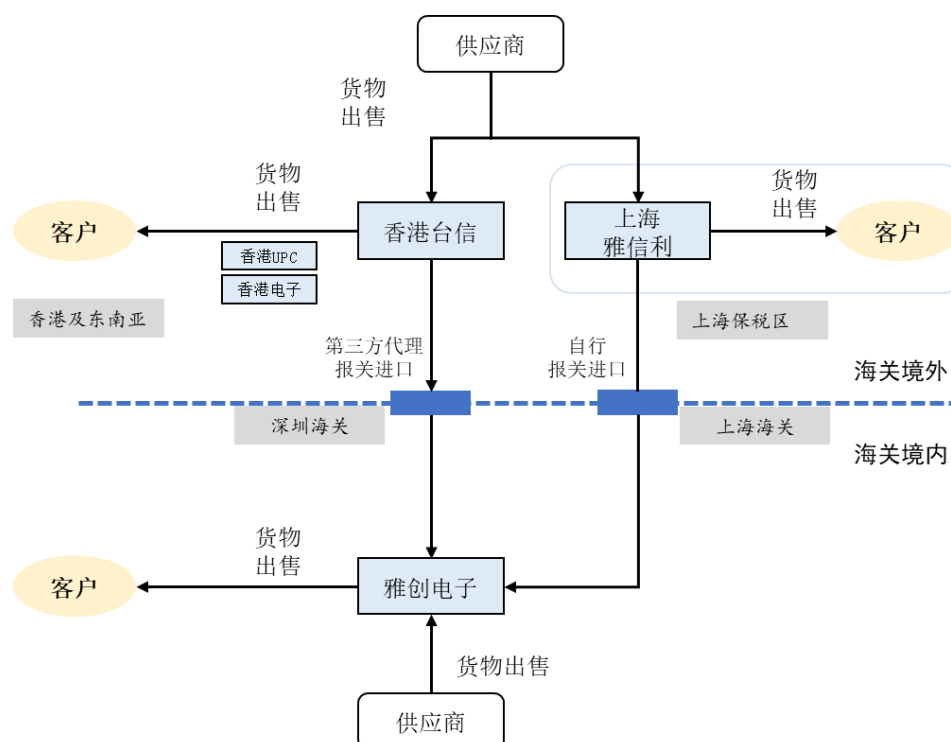 供应商
货物
出售
货物
出售
货物
出售
客户
香港台信
上海
雅信利
客户
香港UPC
香港电子
香港及东南亚
上海保税区
第三方代理
报关进口
自行
报关进口
海关境外
深圳海关
上海海关
海关境内
货物
出售
客户
雅创电子
货物出售
供应商